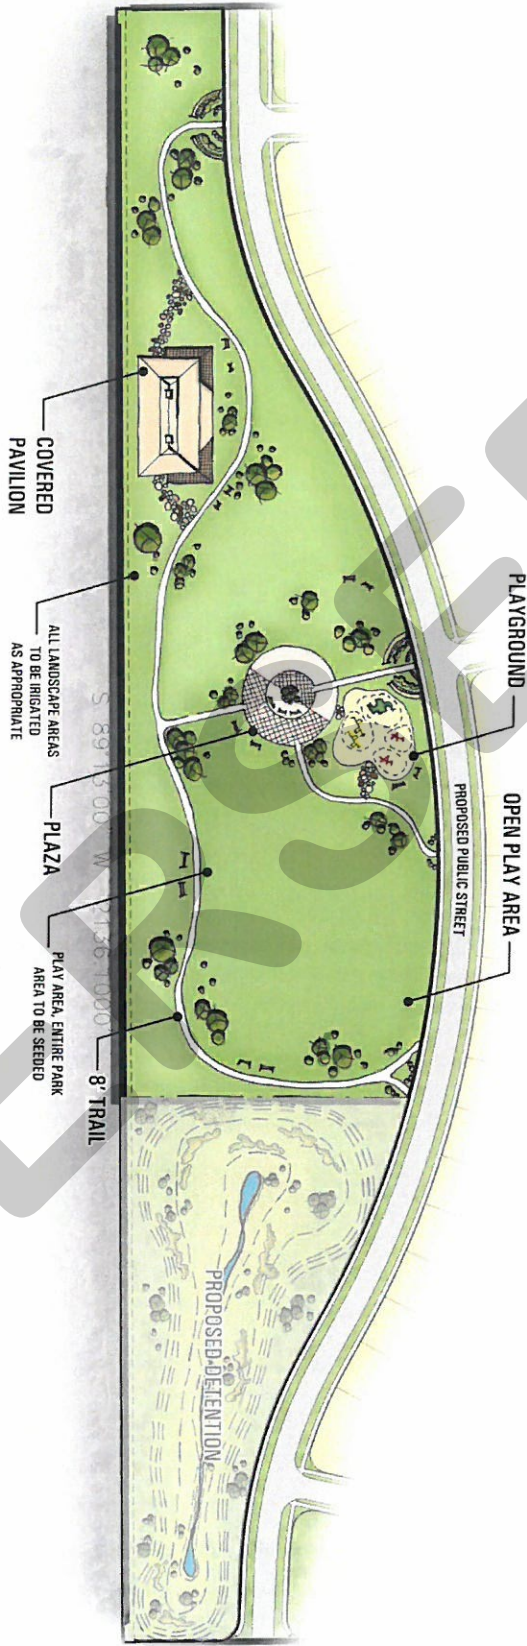 PLAYGROUND
OPEN PLAY AREA
PROPOSED PUBLIC STREET
PROPOSED DETENTION
COVERED
PAVILION
ALL LANDSCAPE AREAS
TO BE IRIGATED
AS APPROPRIATE
PLAZA
PLAY AREA, ENTIRE PARK
AREA TO BE SEEDED
8' TRAIL